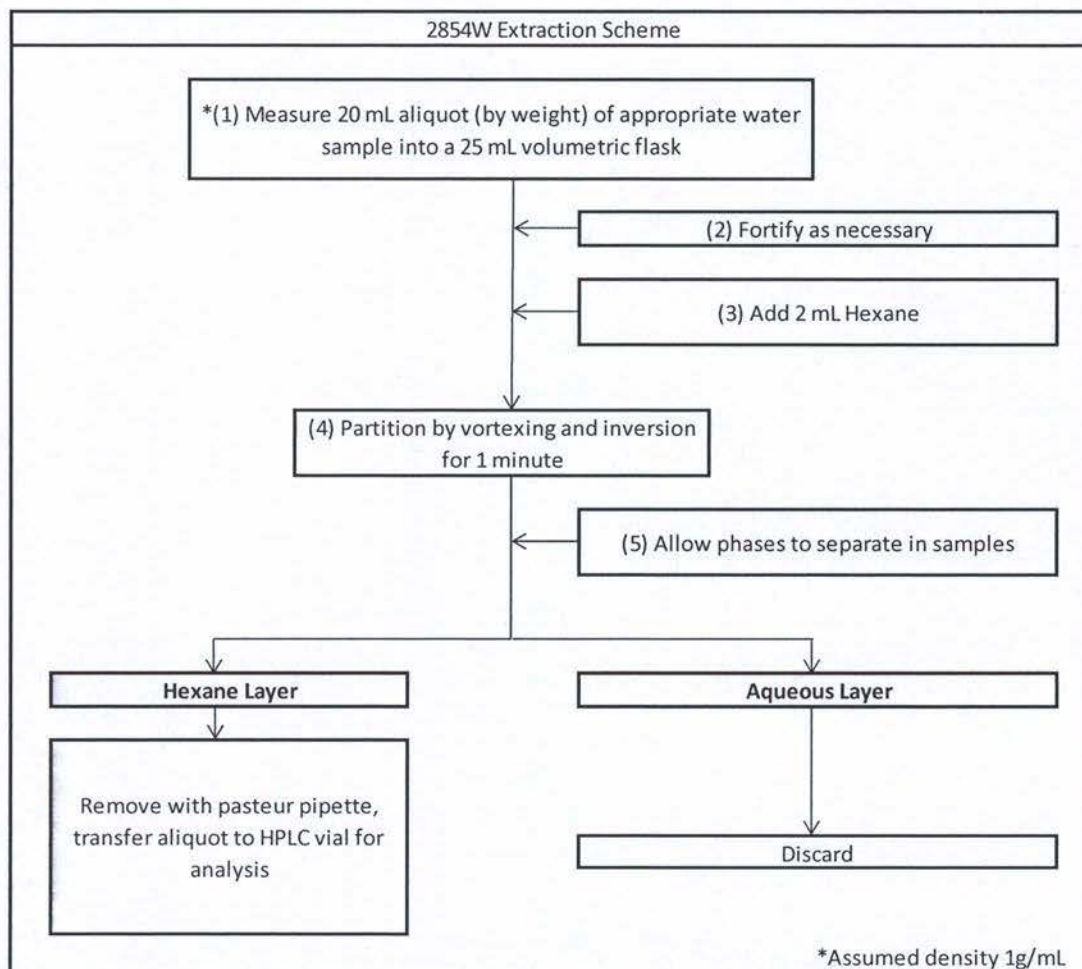 2854W Extraction Scheme
*(1) Measure 20 mL aliquot (by weight) of appropriate water
sample into a 25 mL volumetric flask
(2) Fortify as necessary
(3) Add 2 mL Hexane
(4) Partition by vortexing and inversion
for 1 minute
(5) Allow phases to separate in samples
Hexane Layer
Aqueous Layer
Remove with pasteur pipette,
transfer aliquot to HPLC vial for
analysis
Discard
*Assumed density 1g/mL